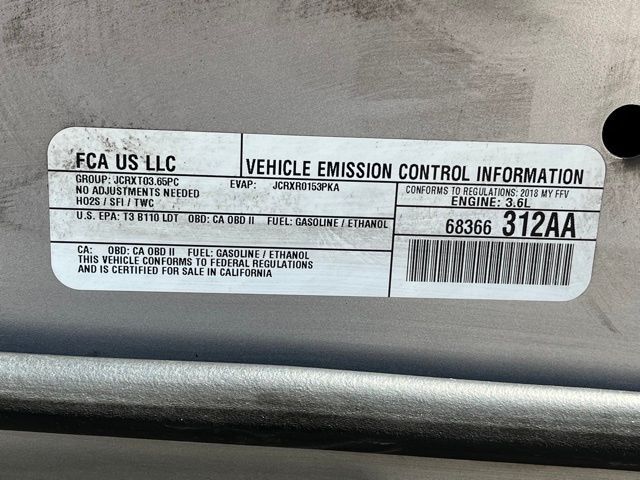 FCA US LLC
VEHICLE EMISSION CONTROL INFORMATION
GROUP: JCRXT03.65PC EVAP: JCRXR0153PKA
NO ADJUSTMENTS NEEDED
HO2S / SFI / TWC
CONFORMS TO REGULATIONS: 2018 MY FFV
ENGINE: 3.6L
U.S. EPA: T3 B110 LDT OBD: CA OBD II FUEL: GASOLINE / ETHANOL
68366 312AA
CA: OBD: CA OBD II FUEL: GASOLINE / ETHANOL
THIS VEHICLE CONFORMS TO FEDERAL REGULATIONS
AND IS CERTIFIED FOR SALE IN CALIFORNIA